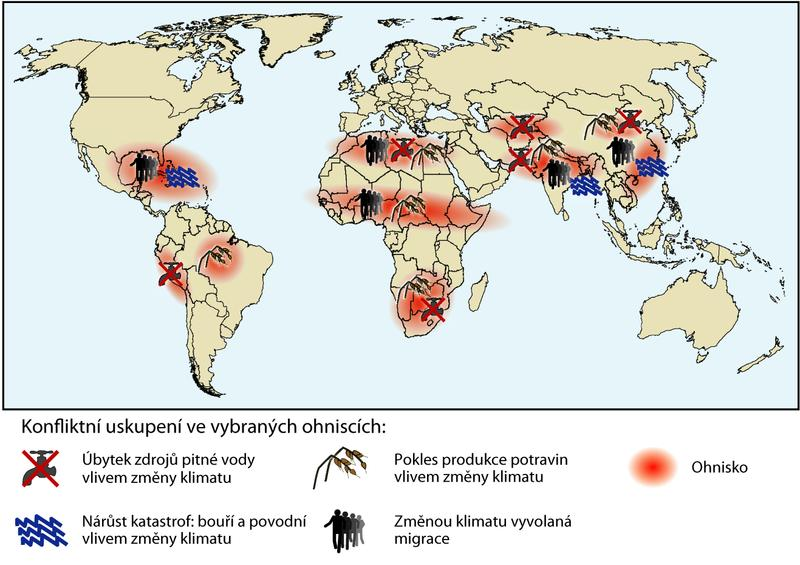 Konfliktní uskupení ve vybraných ohniscích:
Úbytek zdrojů pitné vody
vlivem změny klimatu
Pokles produkce potravin
vlivem změny klimatu
Ohnisko
Nárůst katastrof: bouří a povodní
vlivem změny klimatu
Změnou klimatu vyvolaná
migrace